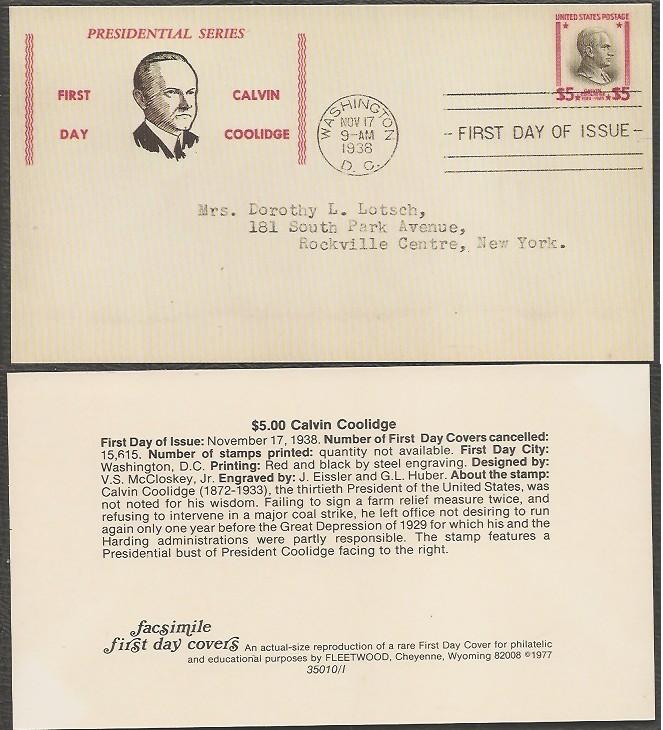 PRESIDENTIAL SERIES
FIRST CALVIN
DAY COOLIDGE
WASHINGTON
NOV 17
9-AM
1938
D. C.
UNITED STATES POSTAGE
$5 CALVIN $5
FIRST DAY OF ISSUE
Mrs. Dorothy L. Lotsch,
181 South Park Avenue,
Rockville Centre, New York.
$5.00 Calvin Coolidge
First Day of Issue: November 17, 1938. Number of First Day Covers cancelled:
15,615. Number of stamps printed: quantity not available. First Day City:
Washington, D.C. Printing: Red and black by steel engraving. Designed by:
V.S. McCloskey, Jr. Engraved by: J. Eissler and G.L. Huber. About the stamp:
Calvin Coolidge (1872-1933), the thirtieth President of the United States, was
not noted for his wisdom. Failing to sign a farm relief measure twice, and
refusing to intervene in a major coal strike, he left office not desiring to run
again only one year before the Great Depression of 1929 for which his and the
Harding administrations were partly responsible. The stamp features a
Presidential bust of President Coolidge facing to the right.
facsimile
first day covers An actual-size reproduction of a rare First Day Cover for philatelic
and educational purposes by FLEETWOOD, Cheyenne, Wyoming 82008 ©1977
35010/I